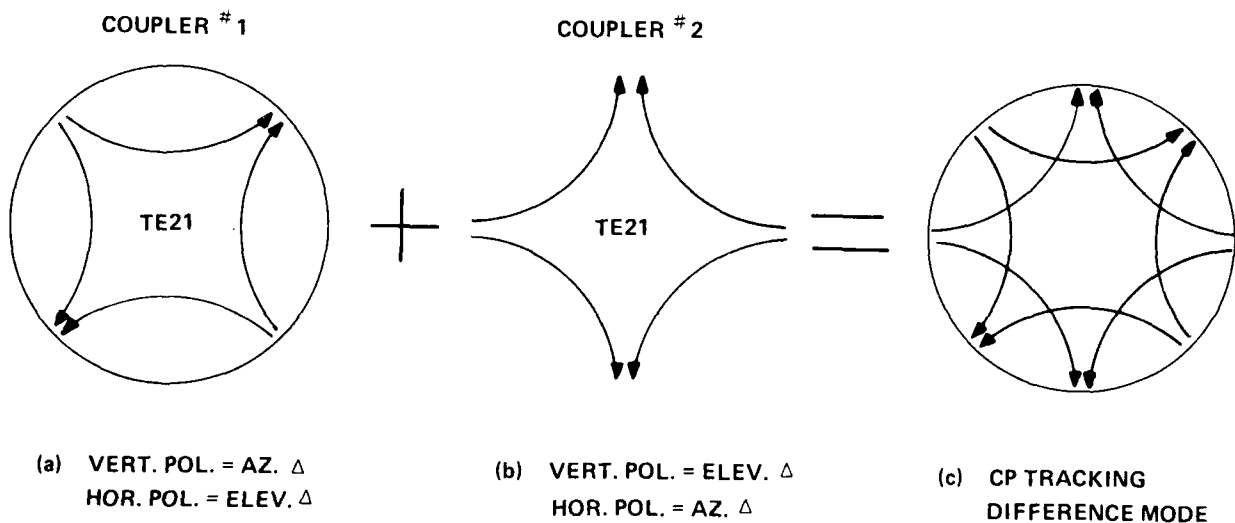 COUPLER #1
COUPLER #2
TE21
+
TE21
=
(a) VERT. POL. = AZ. Δ
HOR. POL. = ELEV. Δ
(b) VERT. POL. = ELEV. Δ
HOR. POL. = AZ. Δ
(c) CP TRACKING
DIFFERENCE MODE